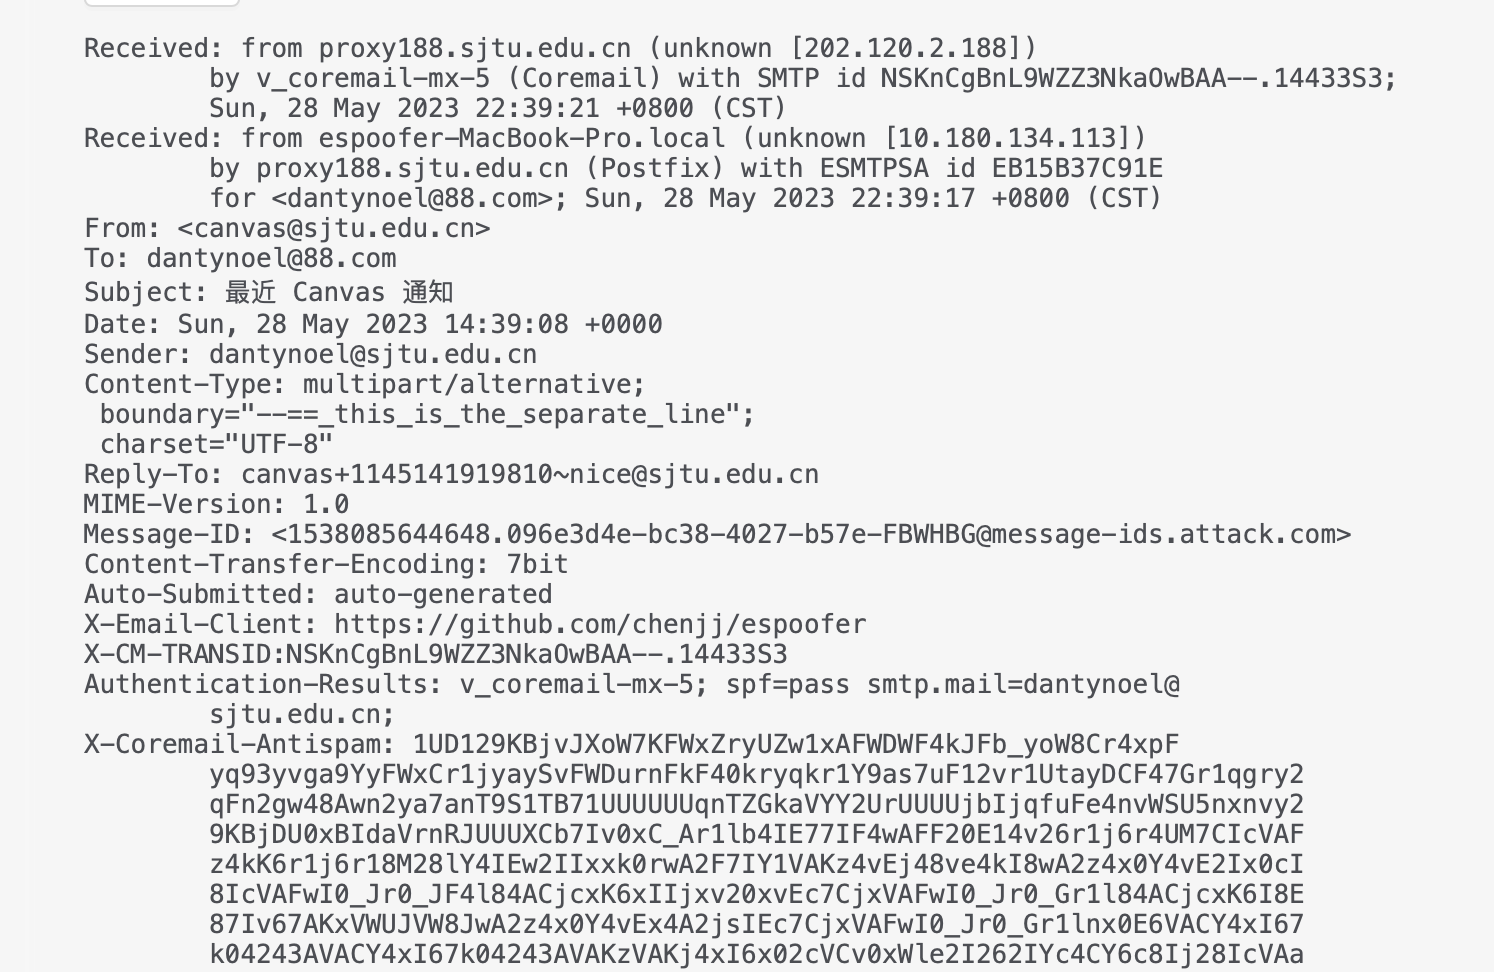 Received: from proxy188.sjtu.edu.cn (unknown [202.120.2.188])
by v_coremail-mx-5 (Coremail) with SMTP id NSKnCgBnL9WZZ3NkaOwBAA--.14433S3;
Sun, 28 May 2023 22:39:21 +0800 (CST)
Received: from espoofer-MacBook-Pro.local (unknown [10.180.134.113])
by proxy188.sjtu.edu.cn (Postfix) with ESMTPSA id EB15B37C91E
for <dantynoel@88.com>; Sun, 28 May 2023 22:39:17 +0800 (CST)
From: <canvas@sjtu.edu.cn>
To: dantynoel@88.com
Subject: 最近 Canvas 通知
Date: Sun, 28 May 2023 14:39:08 +0000
Sender: dantynoel@sjtu.edu.cn
Content-Type: multipart/alternative;
boundary="--==_this_is_the_separate_line";
charset="UTF-8"
Reply-To: canvas+1145141919810~nice@sjtu.edu.cn
MIME-Version: 1.0
Message-ID: <1538085644648.096e3d4e-bc38-4027-b57e-FBWHBG@message-ids.attack.com>
Content-Transfer-Encoding: 7bit
Auto-Submitted: auto-generated
X-Email-Client: https://github.com/chenjj/espoofer
X-CM-TRANSID:NSKnCgBnL9WZZ3NkaOwBAA--.14433S3
Authentication-Results: v_coremail-mx-5; spf=pass smtp.mail=dantynoel@
sjtu.edu.cn;
X-Coremail-Antispam: 1UD129KBjvJXoW7KFWxZryUZw1xAFWDWF4kJFb_yoW8Cr4xpF
yq93yvga9YyFWxCr1jyaySvFWDurnFkF40kryqkr1Y9as7uF12vr1UtayDCF47Gr1qgry2
qFn2gw48Awn2ya7anT9S1TB71UUUUUUqnTZGkaVYY2UrUUUUjbIjqfuFe4nvWSU5nxnvy2
9KBjDU0xBIdaVrnRJUUUXCb7Iv0xC_Ar1lb4IE77IF4wAFF20E14v26r1j6r4UM7CIcVAF
z4kK6r1j6r18M28lY4IEw2IIxxk0rwA2F7IY1VAKz4vEj48ve4kI8wA2z4x0Y4vE2Ix0cI
8IcVAFwI0_Jr0_JF4l84ACjcxK6xIIjxv20xvEc7CjxVAFwI0_Jr0_Gr1l84ACjcxK6I8E
87Iv67AKxVWUJVW8JwA2z4x0Y4vEx4A2jsIEc7CjxVAFwI0_Jr0_Gr1lnx0E6VACY4xI67
k04243AVACY4xI67k04243AVAKzVAKj4xI6x02cVCv0xWle2I262IYc4CY6c8Ij28IcVAa